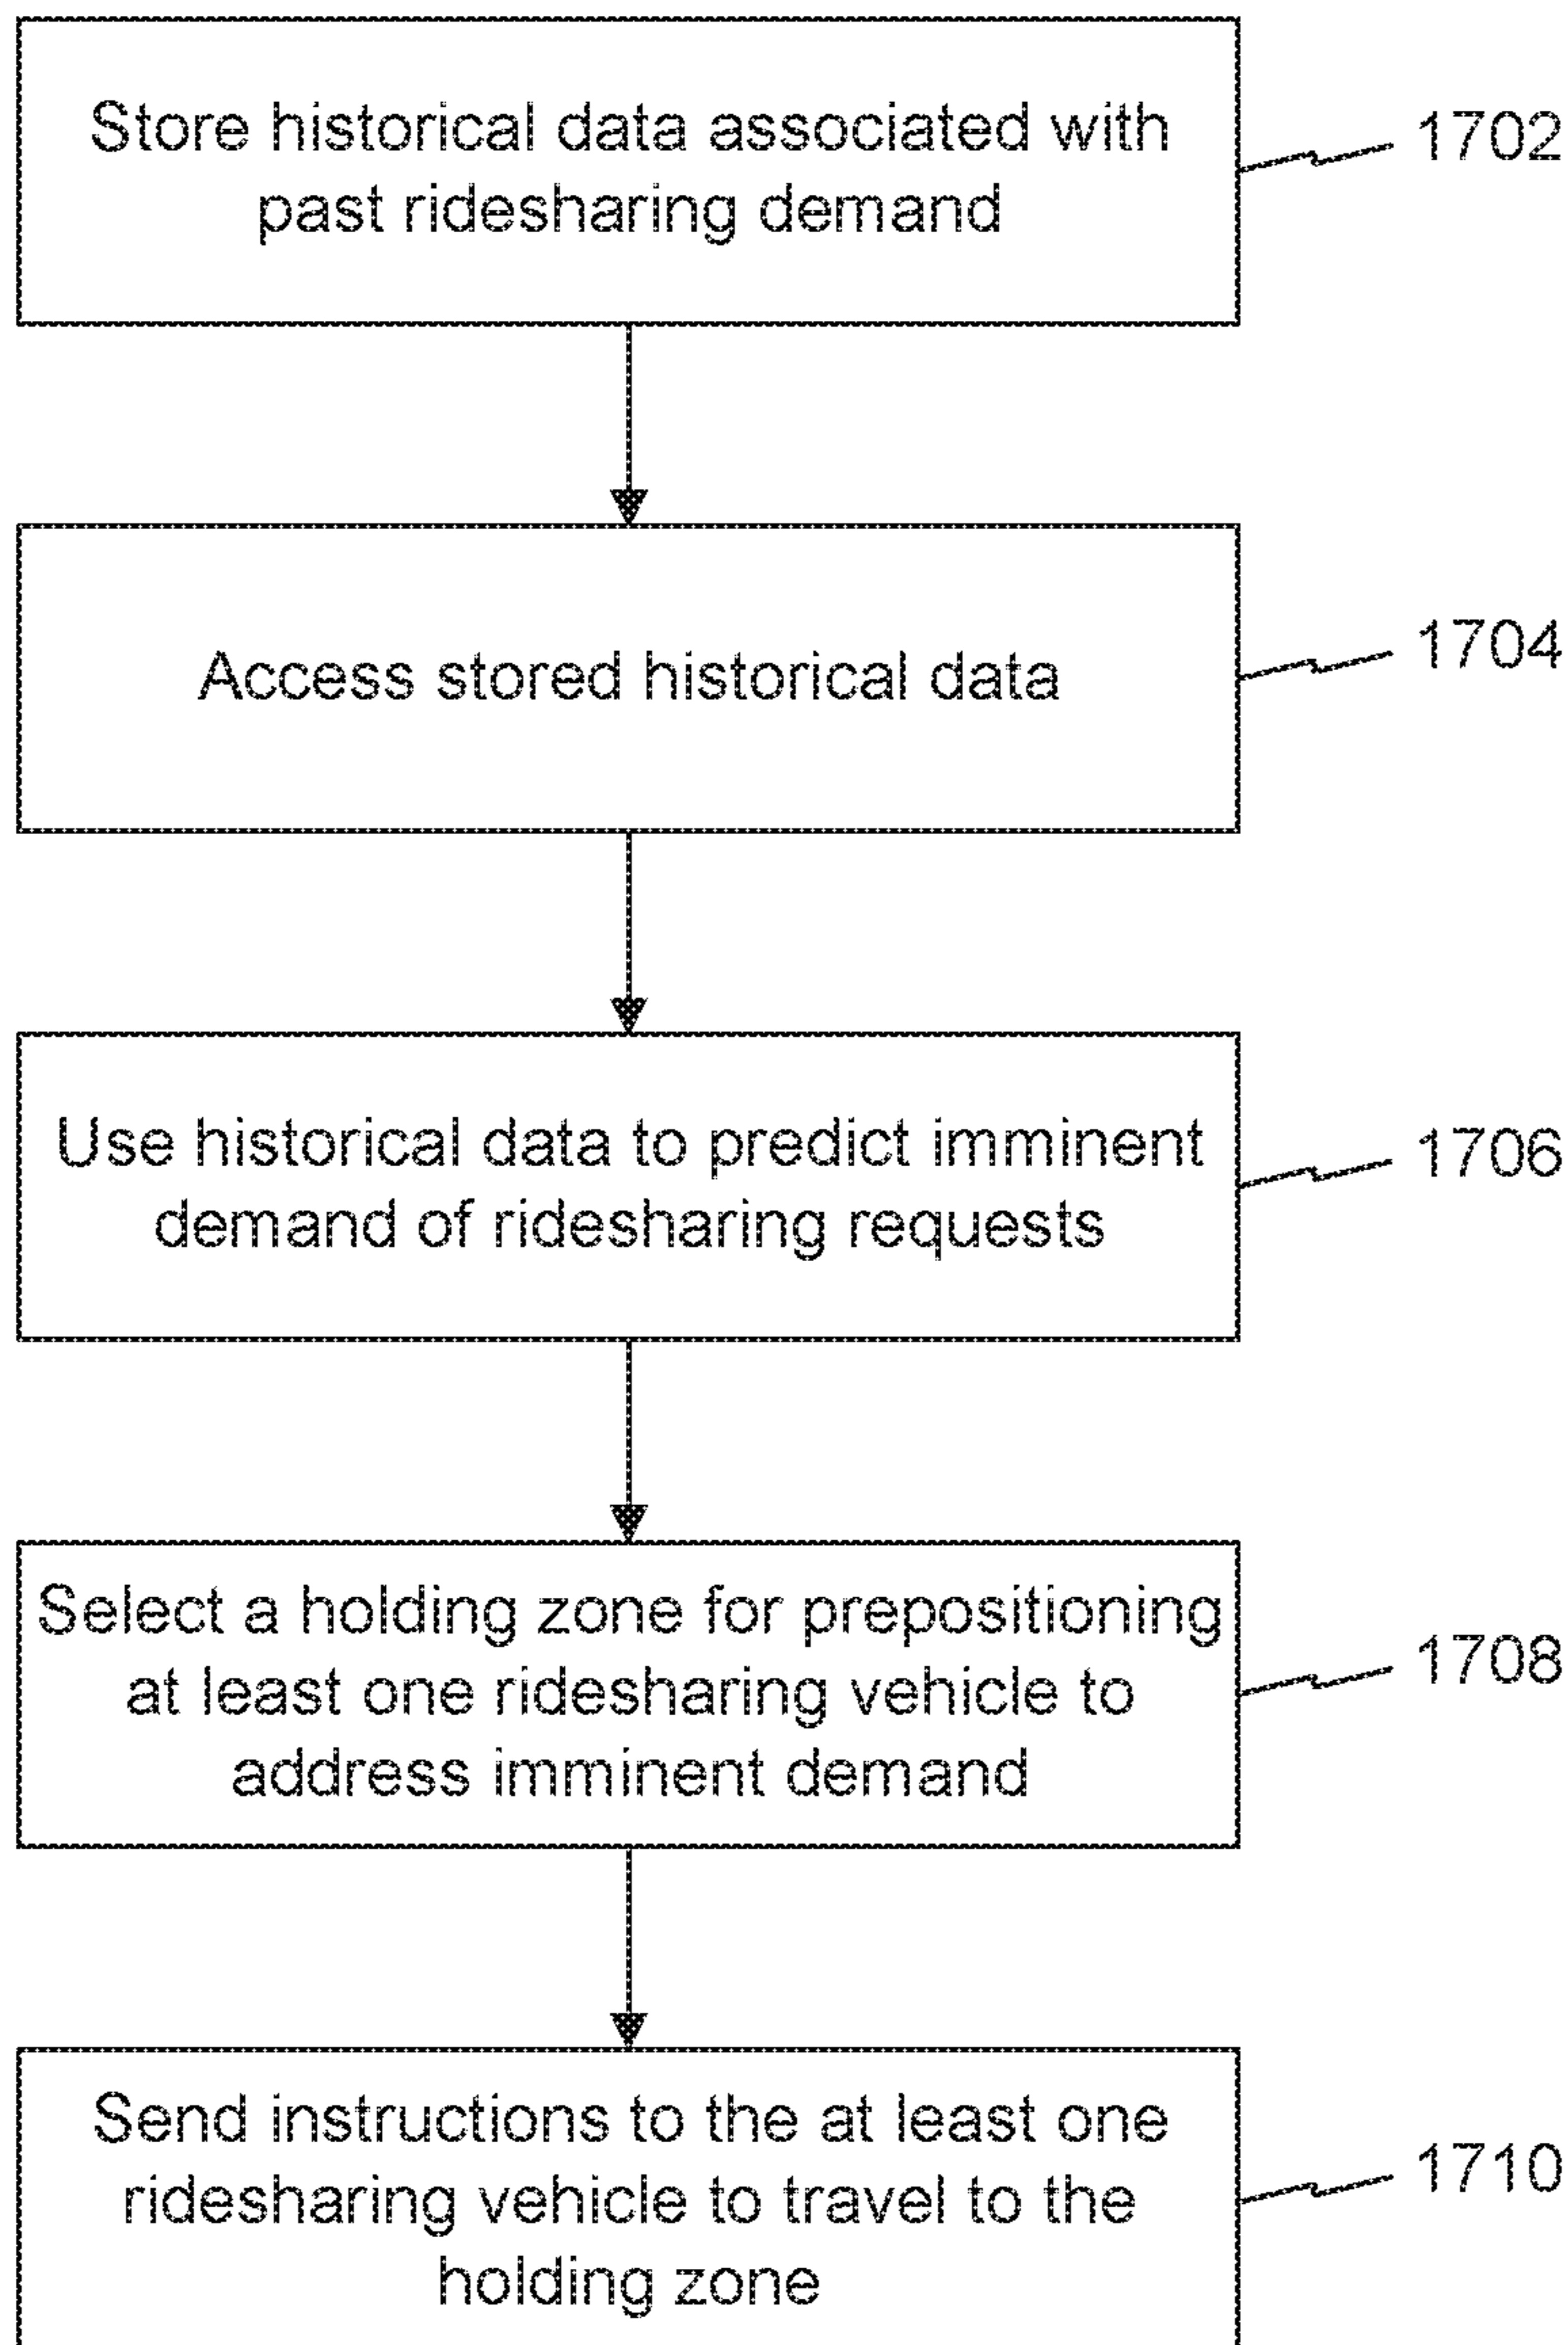 Store historical data associated with
past ridesharing demand
1702
Access stored historical data
1704
Use historical data to predict imminent
demand of ridesharing requests
1706
Select a holding zone for prepositioning
at least one ridesharing vehicle to
address imminent demand
1708
Send instructions to the at least one
ridesharing vehicle to travel to the
holding zone
1710